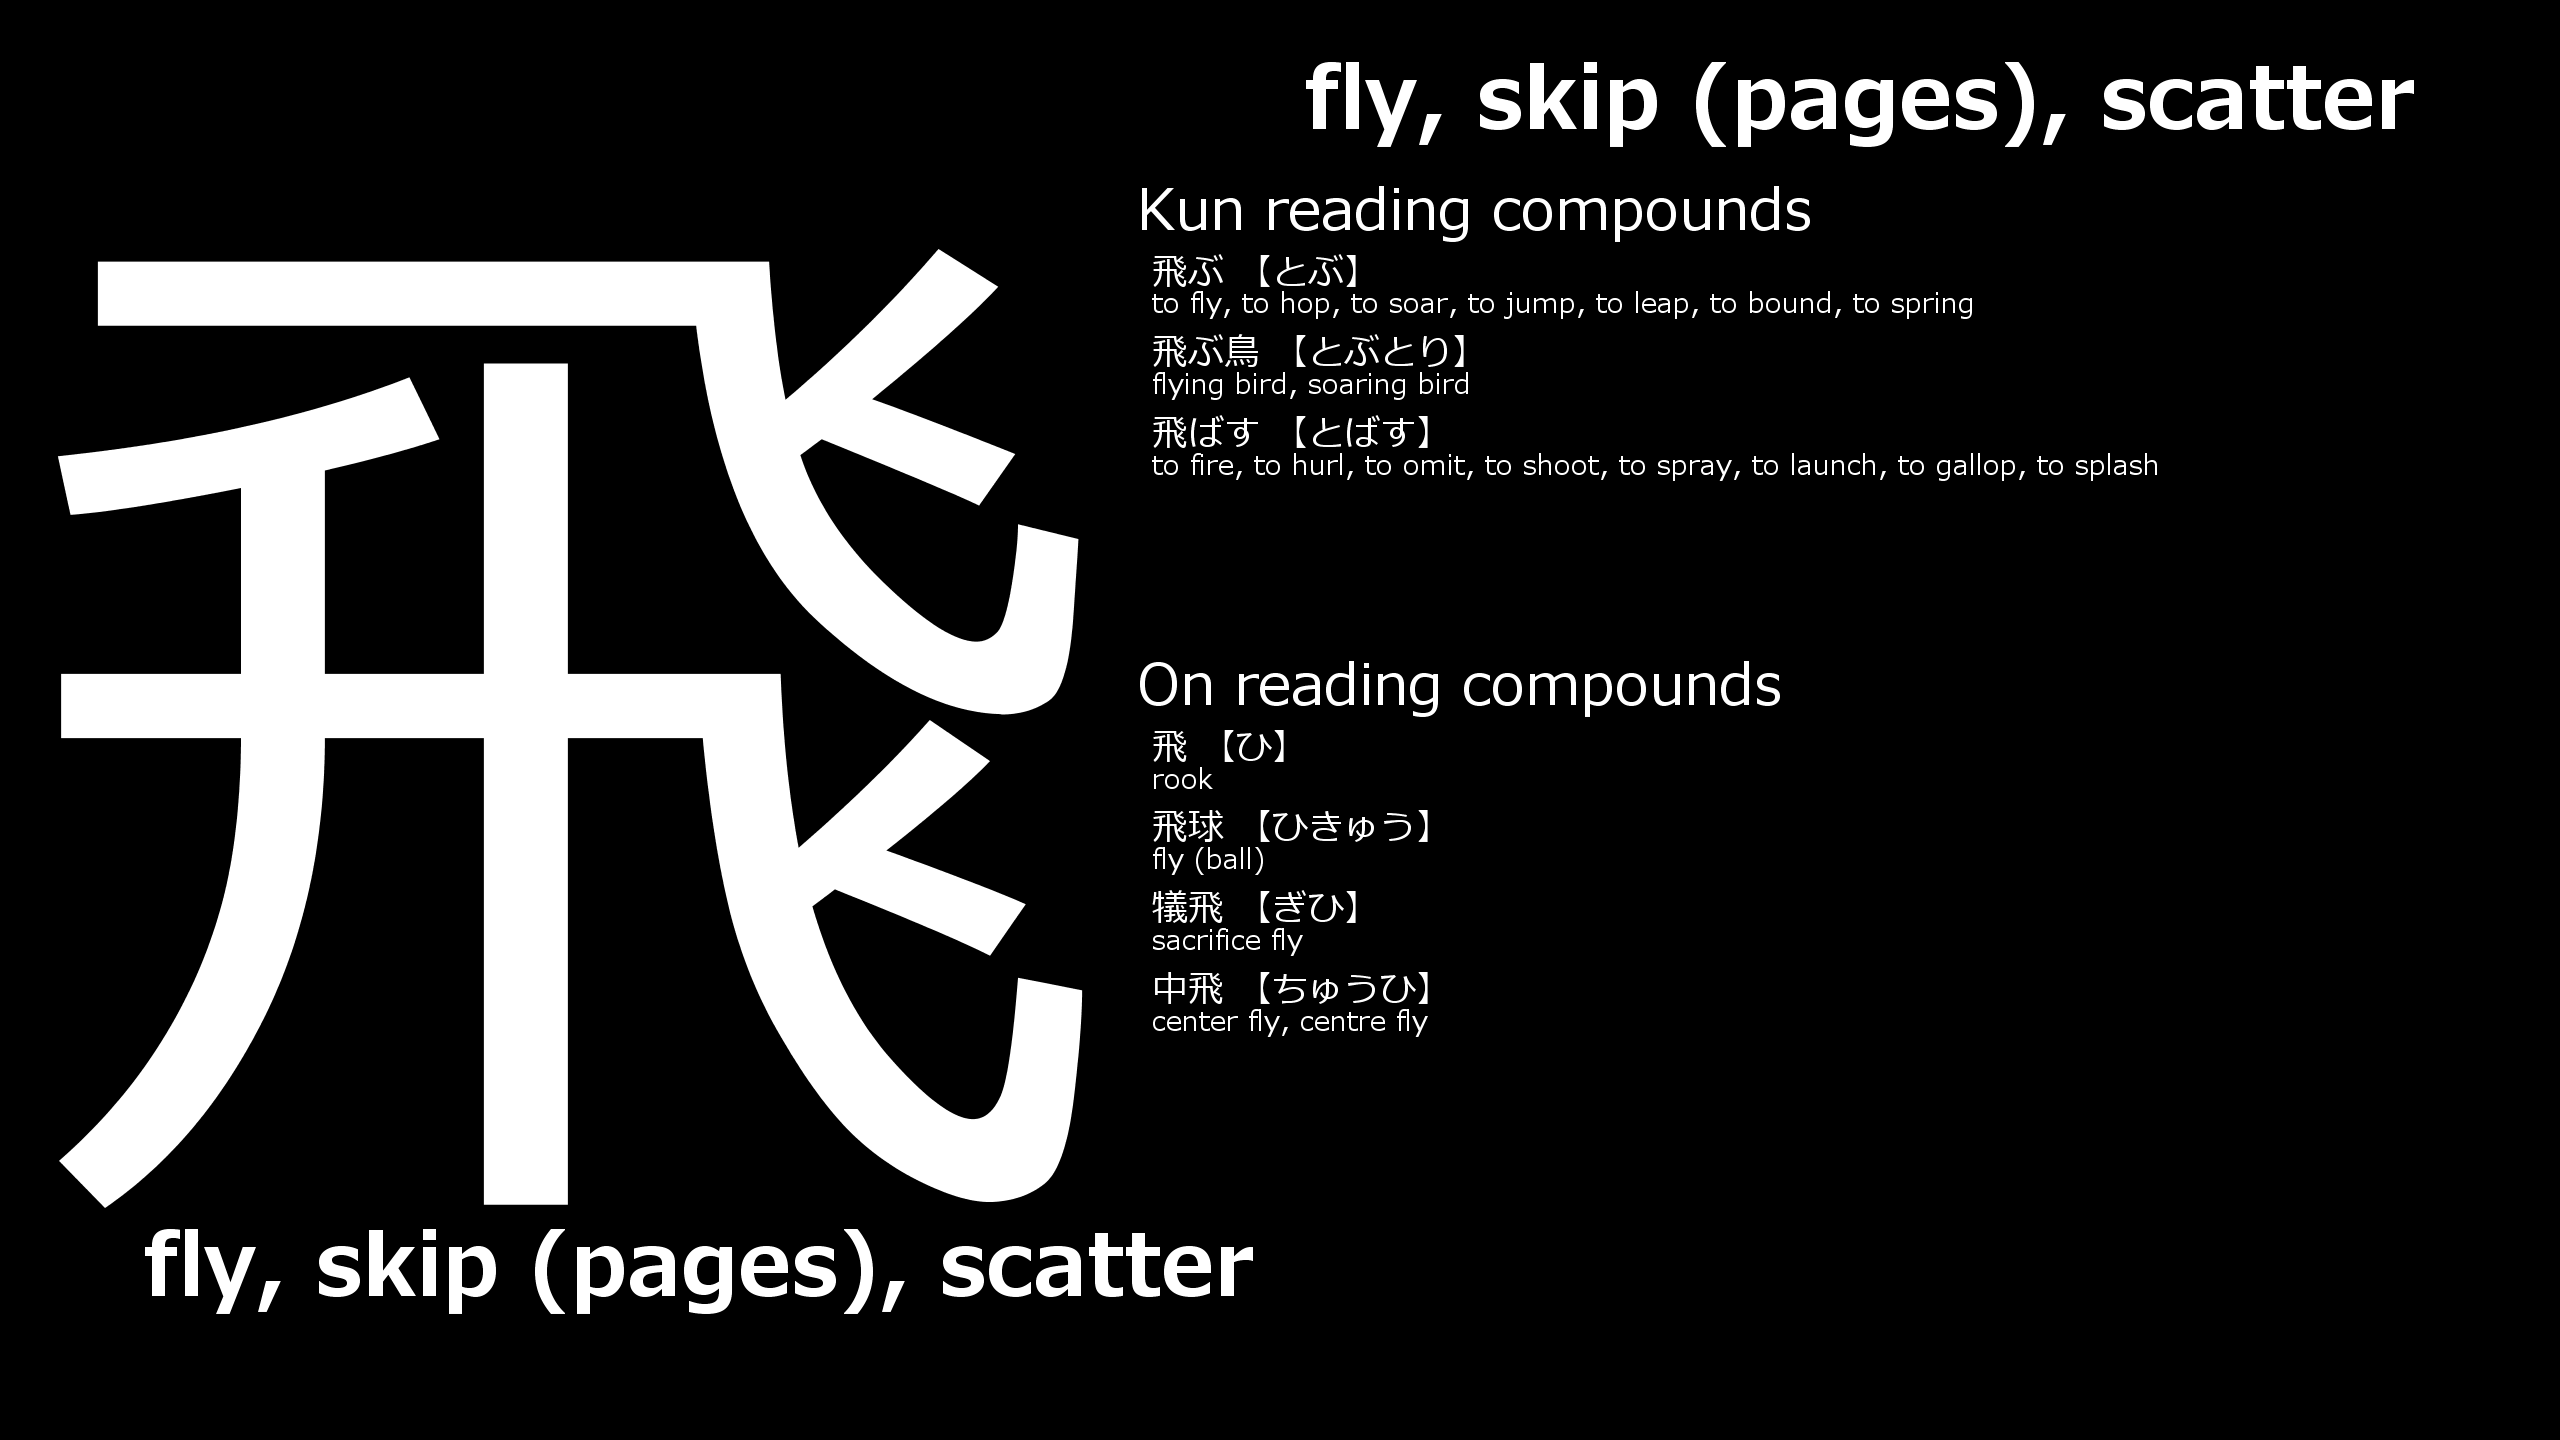 fly, skip (pages), scatter
飛
Kun reading compounds
飛ぶ 【とぶ】
to fly, to hop, to soar, to jump, to leap, to bound, to spring
飛ぶ鳥 【とぶとり】
flying bird, soaring bird
飛ばす 【とばす】
to fire, to hurl, to omit, to shoot, to spray, to launch, to gallop, to splash
On reading compounds
飛 【ひ】
rook
飛球 【ひきゅう】
fly (ball)
犠飛 【ぎひ】
sacrifice fly
中飛 【ちゅうひ】
center fly, centre fly
fly, skip (pages), scatter